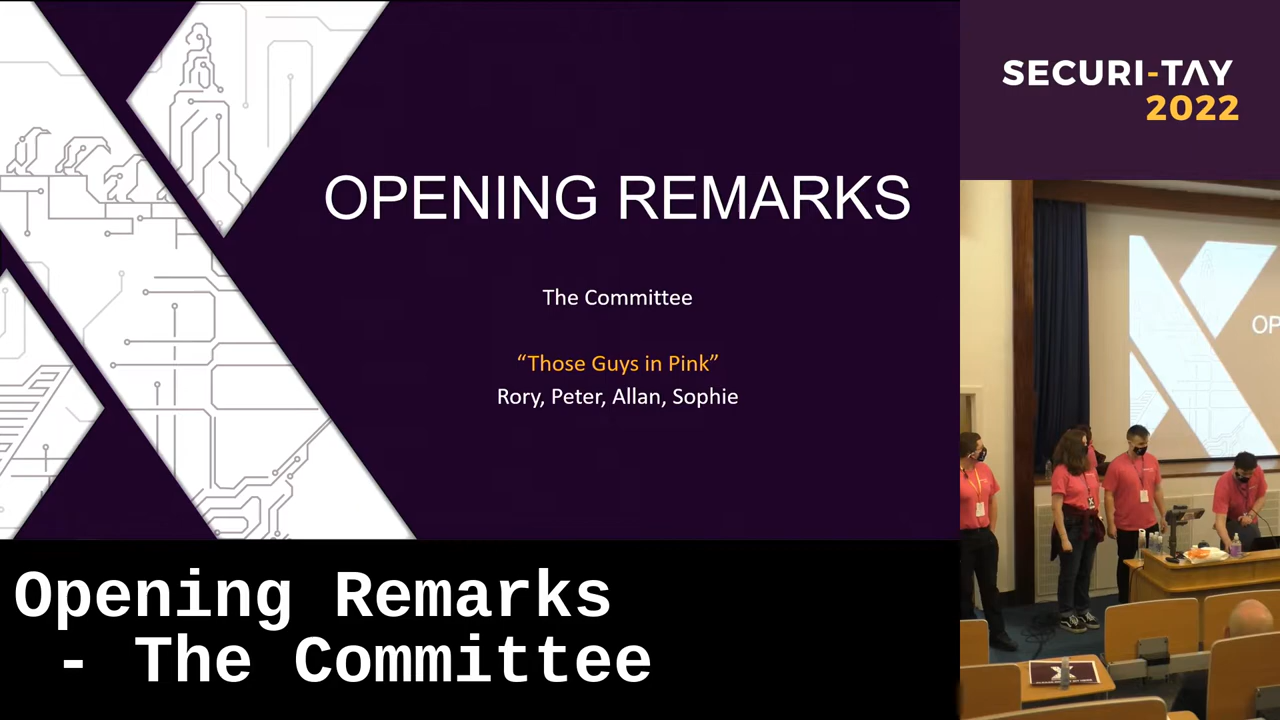 OPENING REMARKS
The Committee
“Those Guys in Pink”
Rory, Peter, Allan, Sophie
SECURI-TAY
2022
OP
Opening Remarks
- The Committee